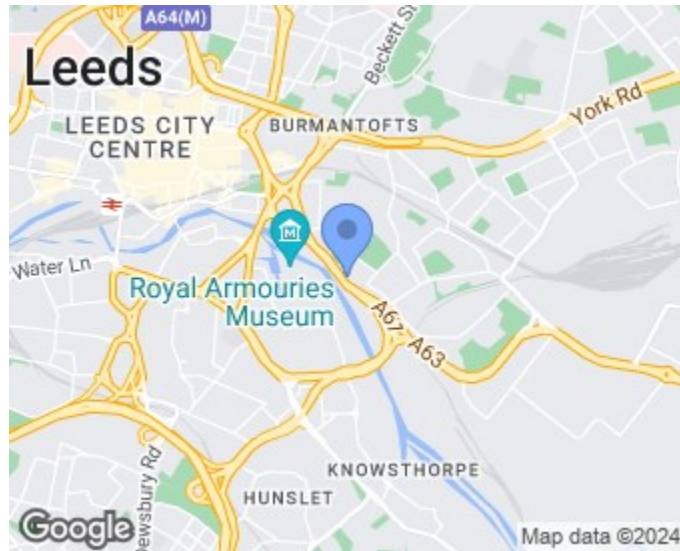 A64(M)
Leeds
Beckett St
York Rd
LEEDS CITY
CENTRE
BURMANTOFTS
M
Water Ln
Royal Armouries
Museum
A63
KNOWSTHORPE
HUNSLET
Dewsbury Rd
Google
Map data ©2024